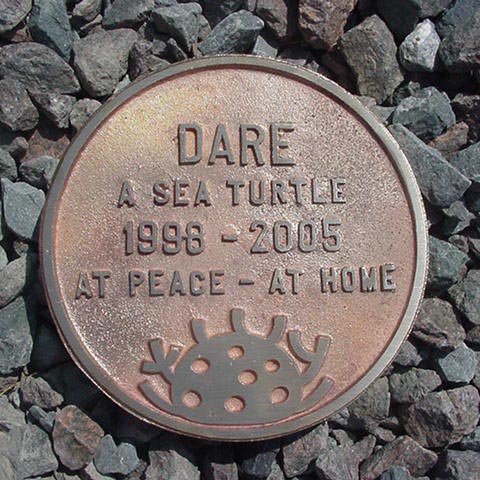 DARE
A SEA TURTLE
1998 - 2005
AT PEACE - AT HOME